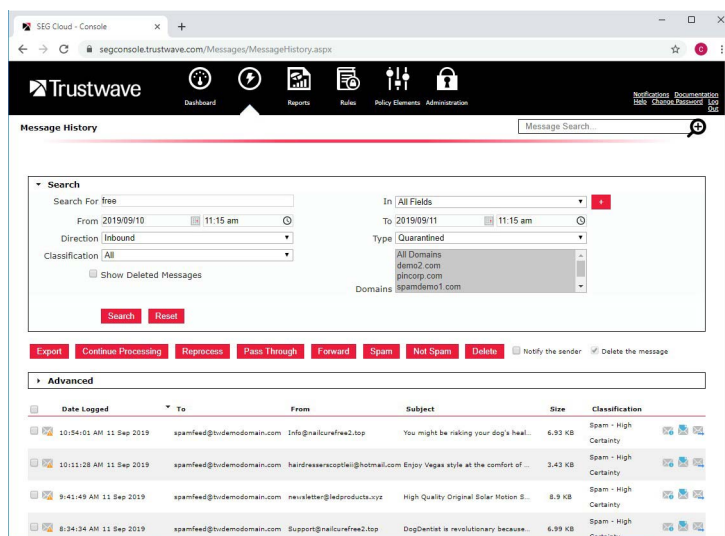 SEG Cloud - Console
segconsole.trustwave.com/Messages/MessageHistory.aspx
C
Trustwave
Dashboard
Reports
Rules
Policy Elements
Administration
Notifications Documentation
Help Change Password Log
Out
Message History
Message Search...
Search
Search For free
In All Fields
+
From 2019/09/10 11:15 am
To 2019/09/11 11:15 am
Direction Inbound
Type Quarantined
Classification All
All Domains
demo2.com
pincorp.com
spamdemo1.com
Show Deleted Messages
Domains
Search Reset
Export Continue Processing Reprocess Pass Through Forward Spam Not Spam Delete Notify the sender Delete the message
Advanced
Date Logged To From Subject Size Classification
10:54:01 AM 11 Sep 2019 spamfeed@twdemodomain.com Info@nailcurefree2.top You might be risking your dog's heal... 6.93 KB Spam - High Certainty
10:11:28 AM 11 Sep 2019 spamfeed@twdemodomain.com hairdresserscoptleii@hotmail.com Enjoy Vegas style at the comfort of ... 3.43 KB Spam - High Certainty
9:41:49 AM 11 Sep 2019 spamfeed@twdemodomain.com newsletter@ledproducts.xyz High Quality Original Solar Motion S... 8.9 KB Spam - High Certainty
8:34:34 AM 11 Sep 2019 spamfeed@twdemodomain.com Support@nailcurefree2.top DogDentist is revolutionary because... 6.99 KB Spam - High